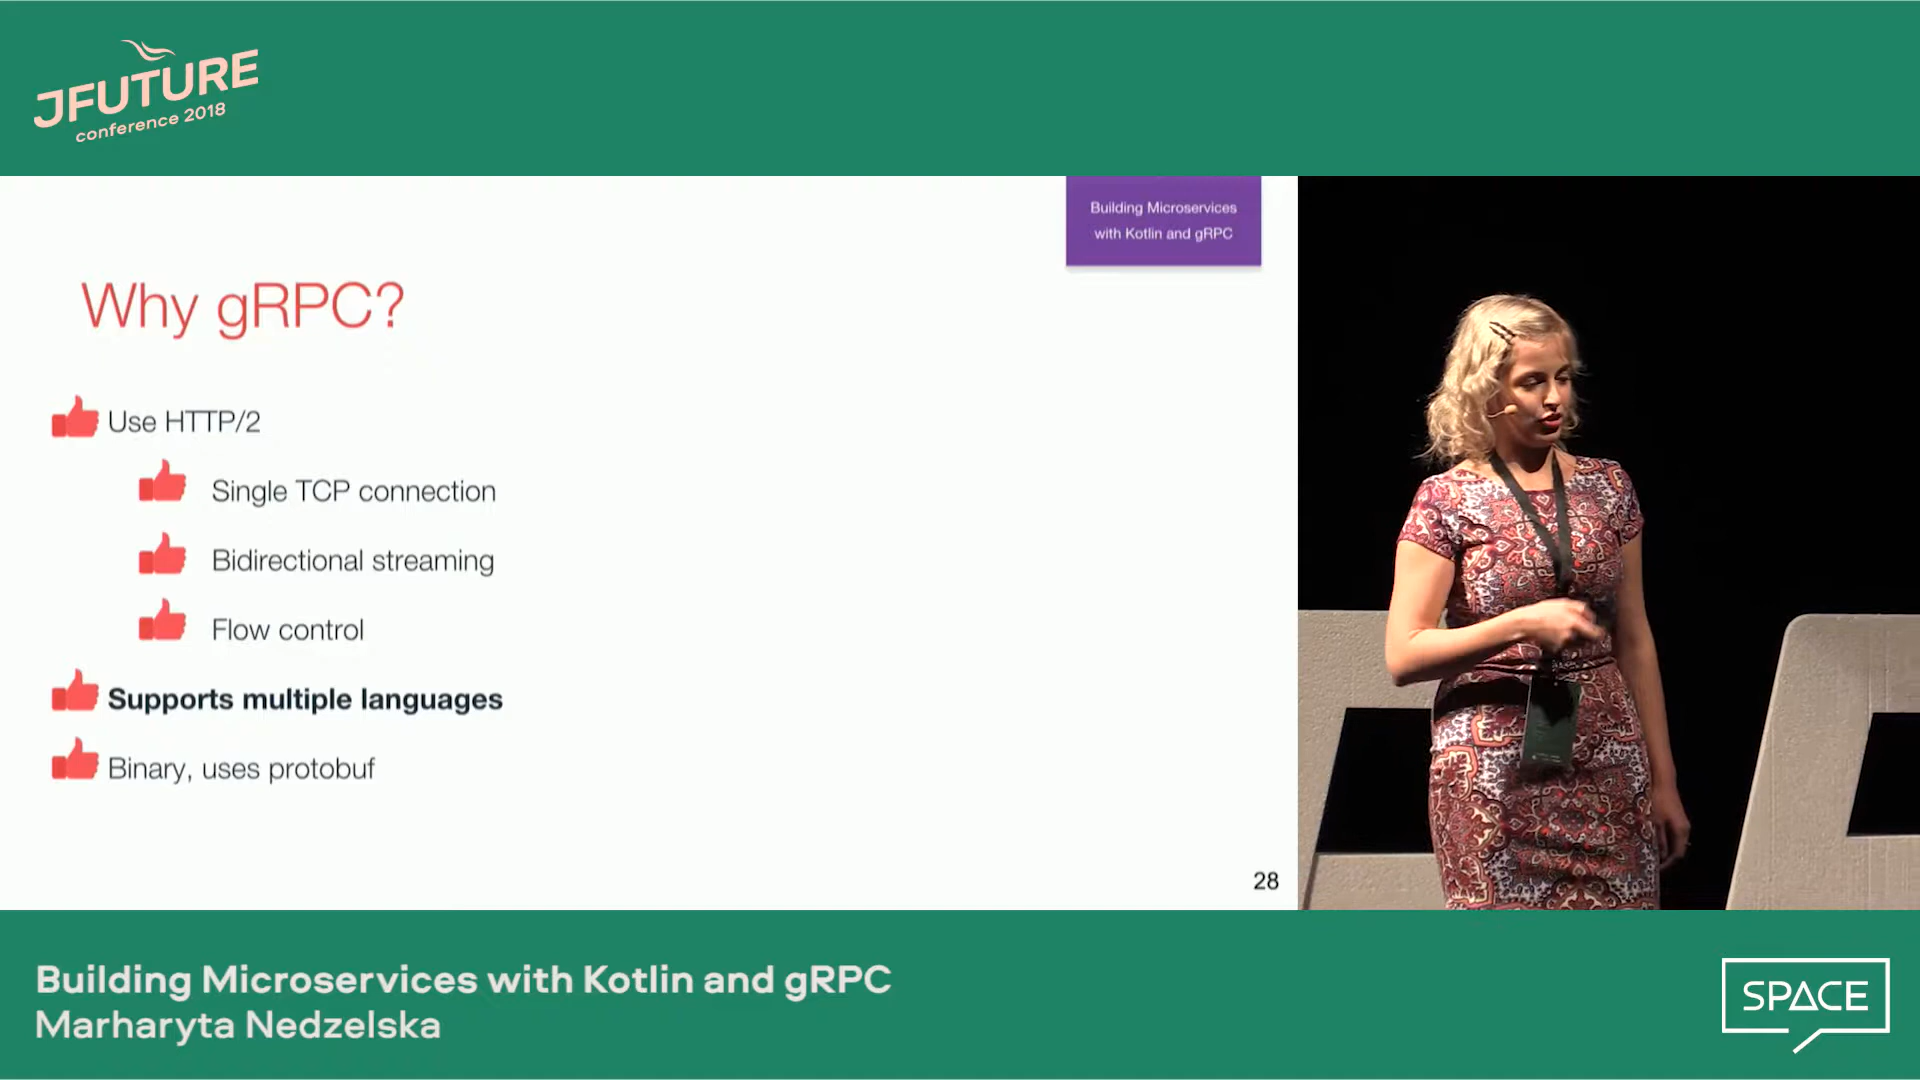 JFUTURE
conference 2018
Building Microservices
with Kotlin and gRPC
Why gRPC?
Use HTTP/2
Single TCP connection
Bidirectional streaming
Flow control
Supports multiple languages
Binary, uses protobuf
28
Building Microservices with Kotlin and gRPC
Marharyta Nedzelska
SPACE